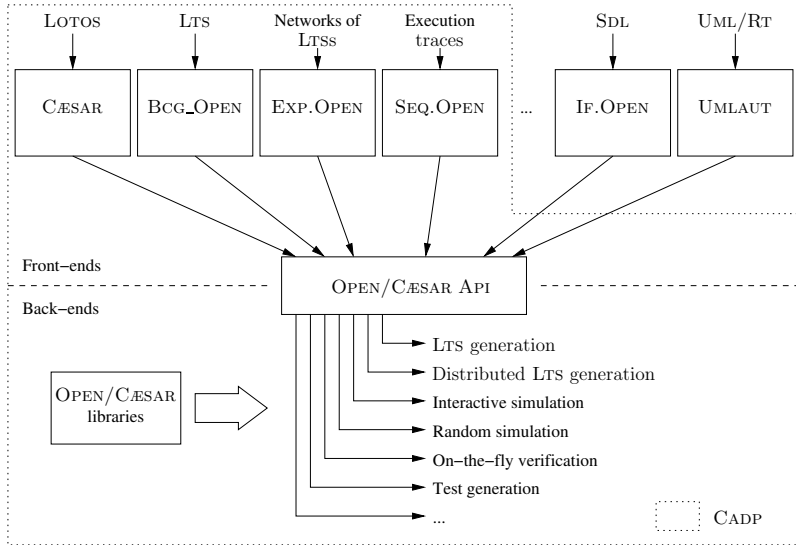 LOTOS
LTS
Networks of
LTSs
Execution
traces
SDL
UML/RT
CÆSAR
BCG_OPEN
EXP.OPEN
SEQ.OPEN
...
IF.OPEN
UMLAUT
Front-ends
OPEN/CÆSAR API
Back-ends
LTS generation
Distributed LTS generation
OPEN/CÆSAR
libraries
Interactive simulation
Random simulation
On-the-fly verification
Test generation
...
CADP